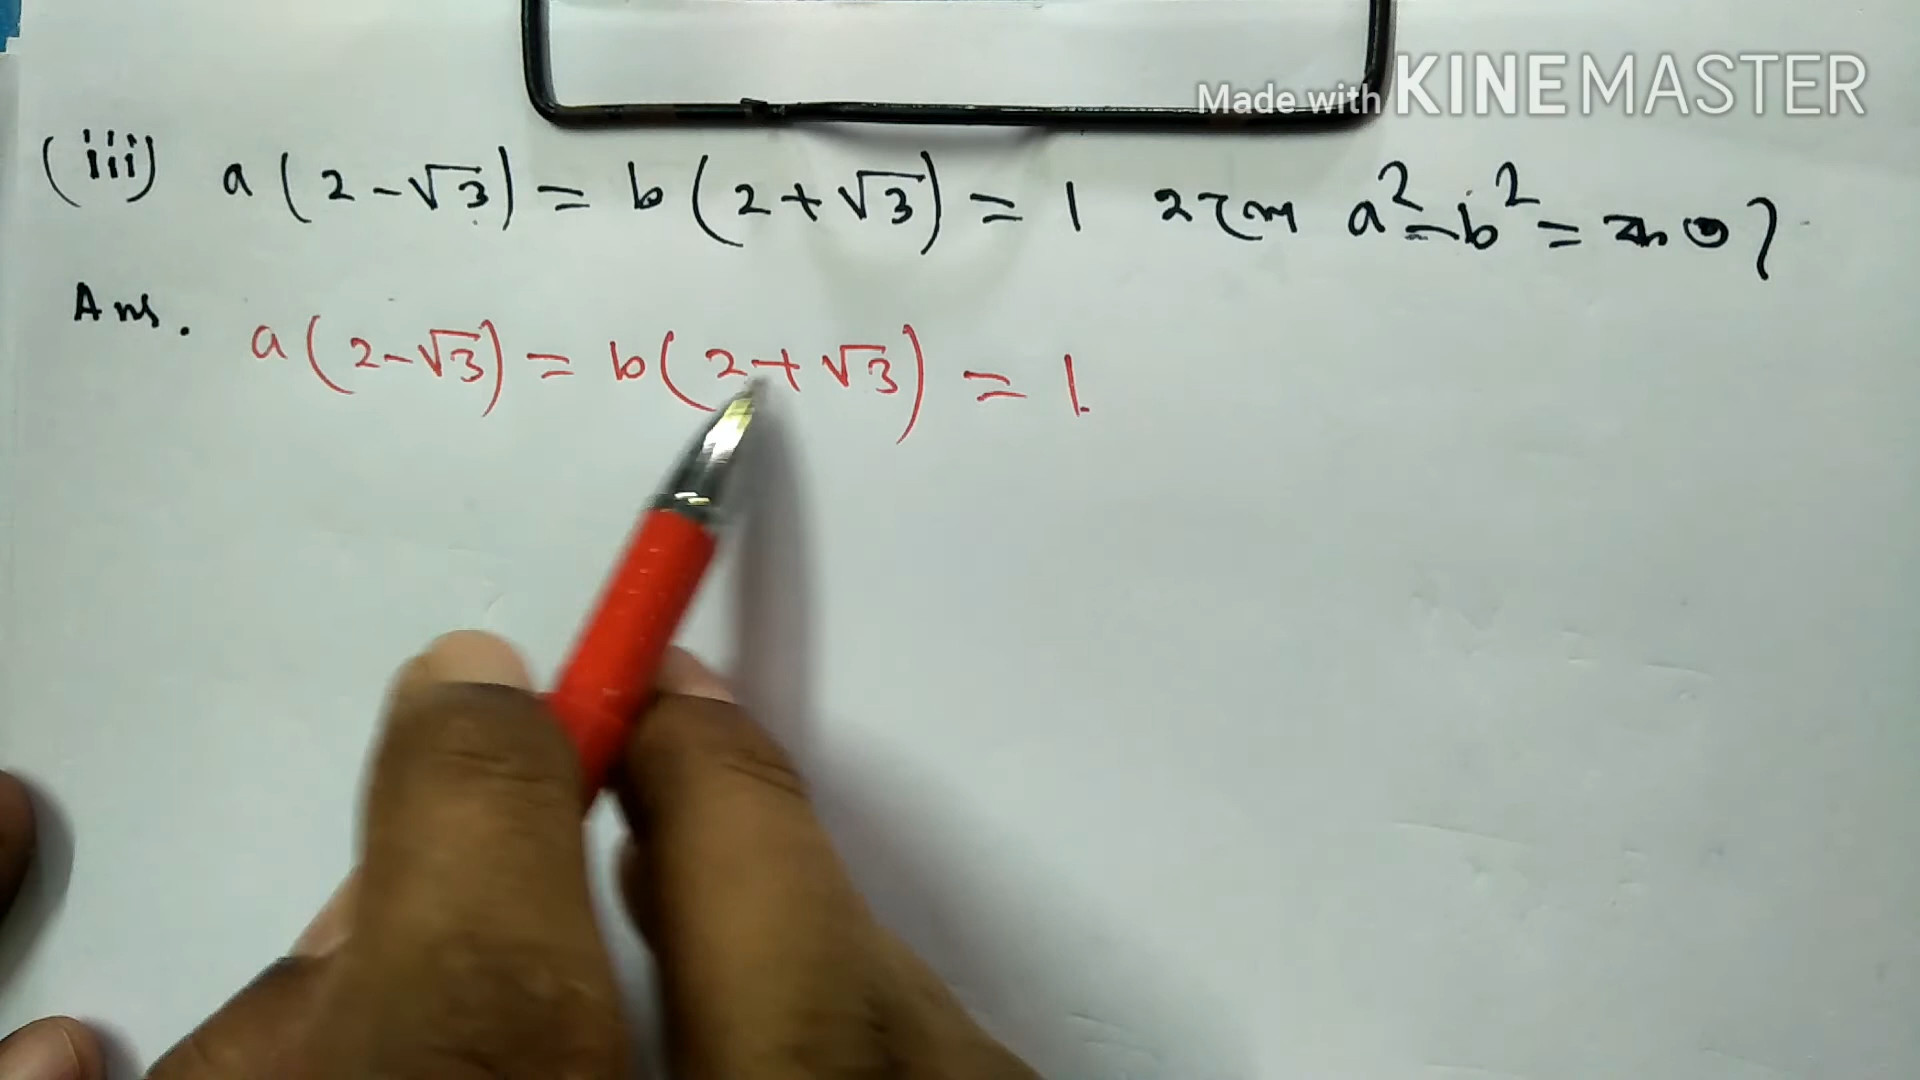 Made with KINEMASTER
(iii) a(2-√3) = b(2+√3) = 1 হলে a²-b² = কত?
Ans. a(2-√3) = b(2+√3) = 1.